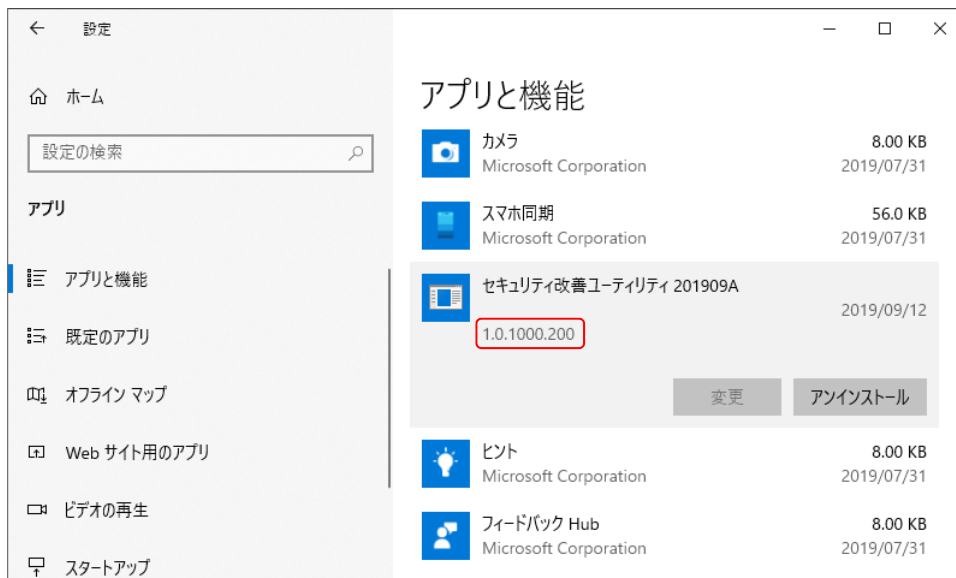 設定
ホーム
設定の検索
アプリ
アプリと機能
既定のアプリ
オフライン マップ
Web サイト用のアプリ
ビデオの再生
スタートアップ
アプリと機能
カメラ
8.00 KB
Microsoft Corporation
2019/07/31
スマホ同期
56.0 KB
Microsoft Corporation
2019/07/31
セキュリティ改善ユーティリティ 201909A
2019/09/12
1.0.1000.200
変更
アンインストール
ヒント
8.00 KB
Microsoft Corporation
2019/07/31
フィードバック Hub
8.00 KB
Microsoft Corporation
2019/07/31